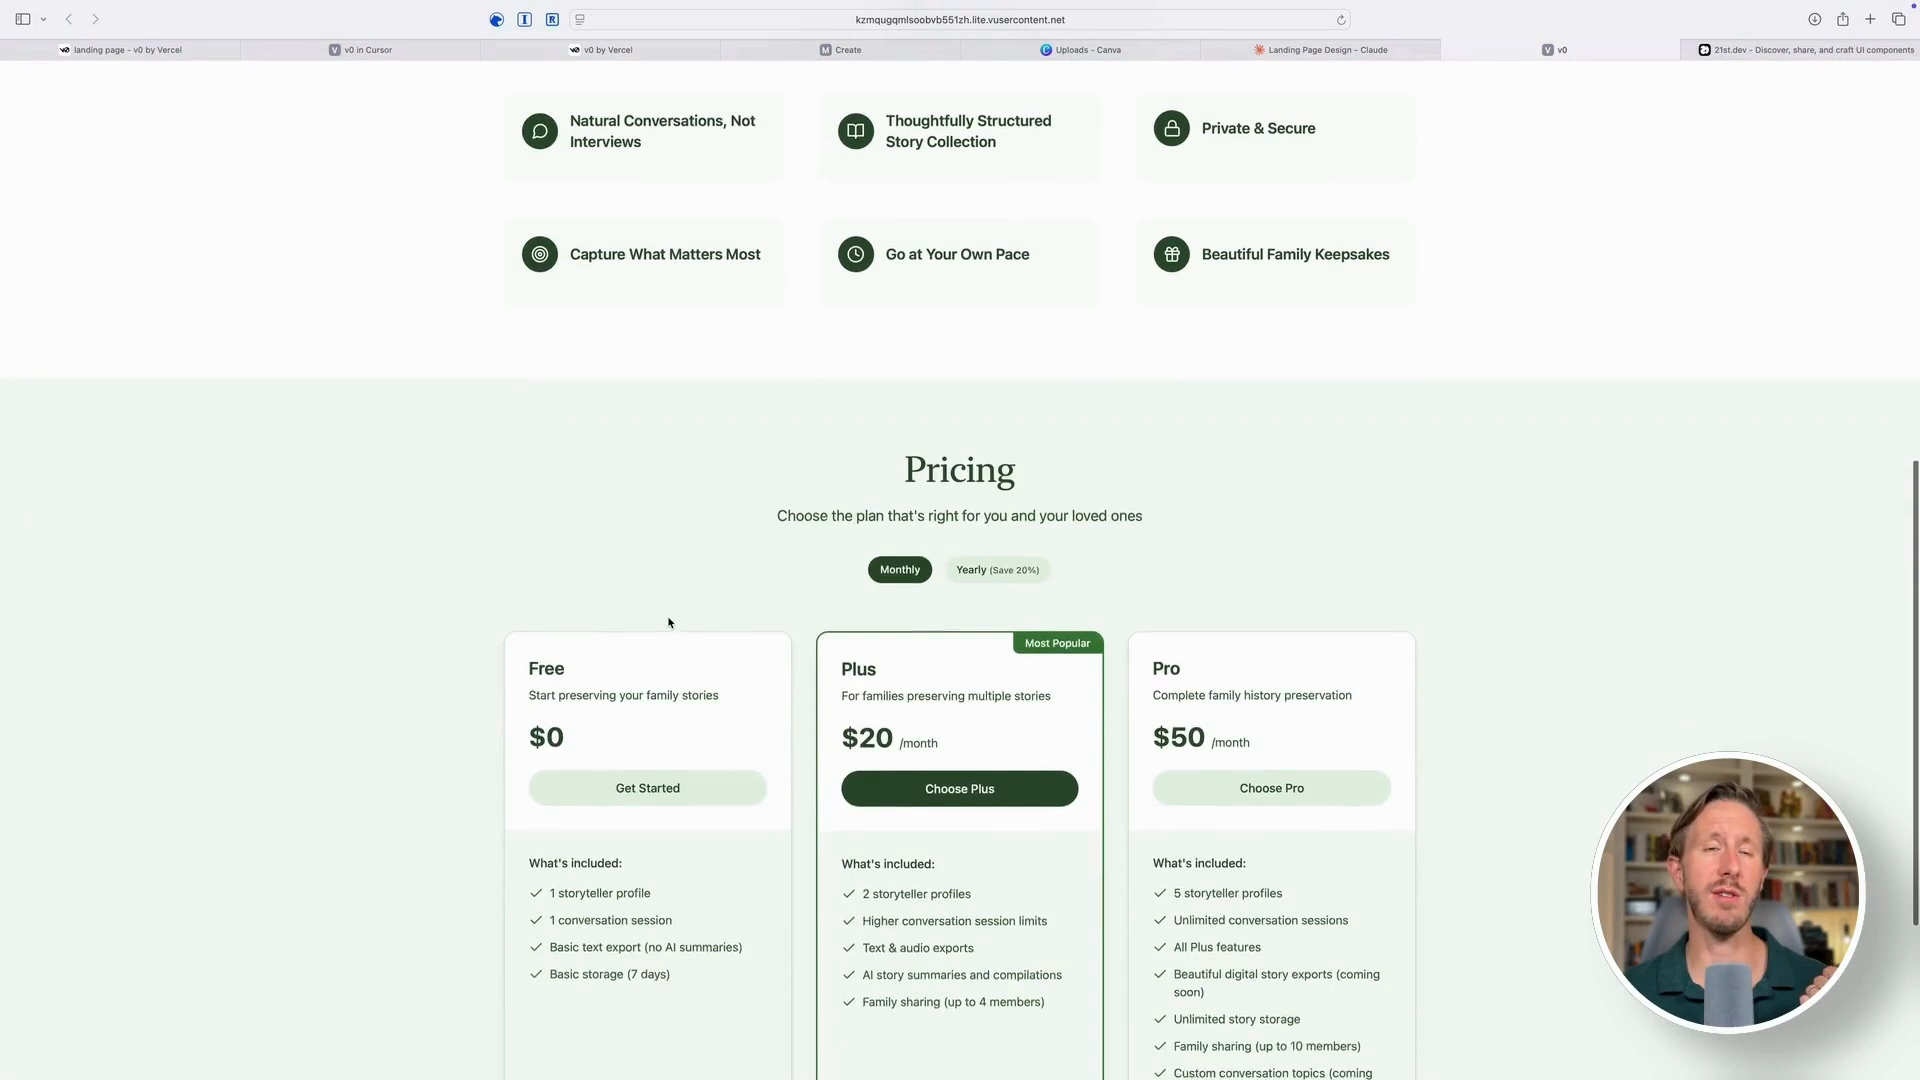 kzmqugqmlsoobvb551zh.lite.vusercontent.net
landing page - v0 by Vercel
v0 in Cursor
v0 by Vercel
Create
Uploads - Canva
Landing Page Design - Claude
v0
21st.dev - Discover, share, and craft UI components
Natural Conversations, Not
Interviews
Thoughtfully Structured
Story Collection
Private & Secure
Capture What Matters Most
Go at Your Own Pace
Beautiful Family Keepsakes
Pricing
Choose the plan that's right for you and your loved ones
Monthly
Yearly (Save 20%)
Free
Start preserving your family stories
$0
Get Started
What's included:
1 storyteller profile
1 conversation session
Basic text export (no AI summaries)
Basic storage (7 days)
Most Popular
Plus
For families preserving multiple stories
$20 /month
Choose Plus
What's included:
2 storyteller profiles
Higher conversation session limits
Text & audio exports
AI story summaries and compilations
Family sharing (up to 4 members)
Pro
Complete family history preservation
$50 /month
Choose Pro
What's included:
5 storyteller profiles
Unlimited conversation sessions
All Plus features
Beautiful digital story exports (coming
soon)
Unlimited story storage
Family sharing (up to 10 members)
Custom conversation topics (coming